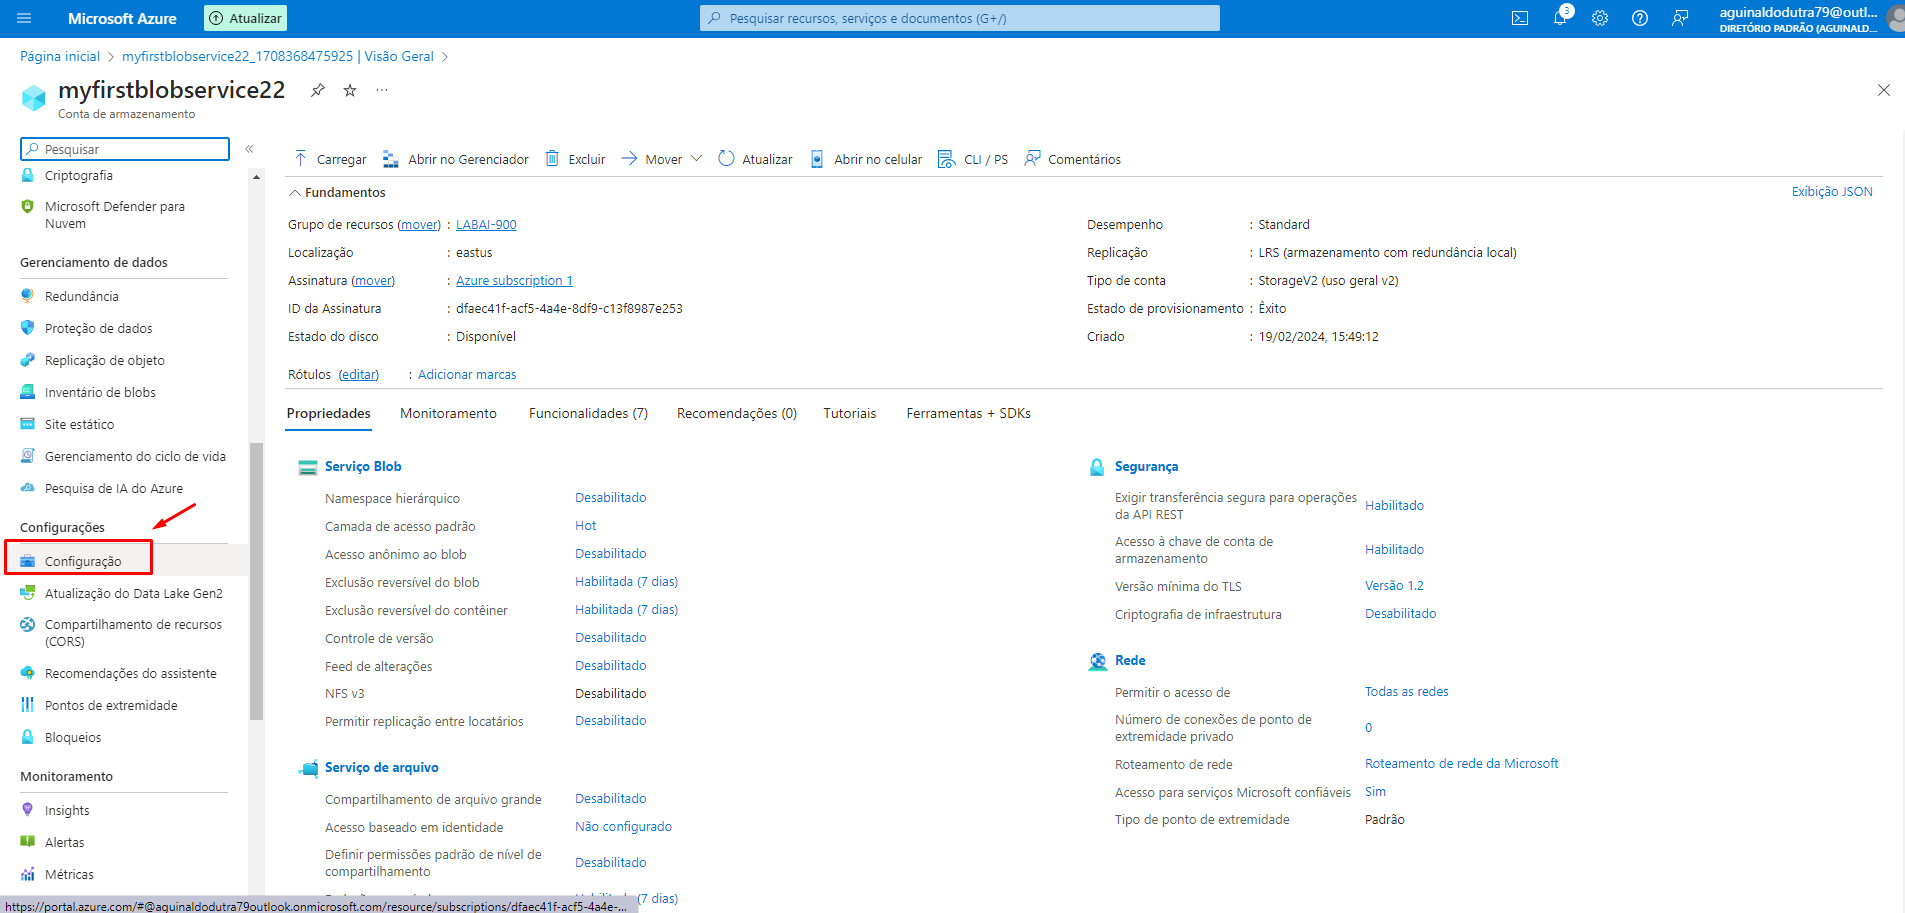 Microsoft Azure
Atualizar
Pesquisar recursos, serviços e documentos (G+/)
3
aguinaldodutra79@outl...
DIRETÓRIO PADRÃO (AGUINALD...
Página inicial > myfirstblobservice22_1708368475925 | Visão Geral >
myfirstblobservice22
...
Conta de armazenamento
Pesquisar
«
Criptografia
Microsoft Defender para
Nuvem
Gerenciamento de dados
Redundância
Proteção de dados
Replicação de objeto
Inventário de blobs
Site estático
Gerenciamento do ciclo de vida
Pesquisa de IA do Azure
Configurações
Configuração
Atualização do Data Lake Gen2
Compartilhamento de recursos
(CORS)
Recomendações do assistente
Pontos de extremidade
Bloqueios
Monitoramento
Insights
Alertas
Métricas
Carregar Abrir no Gerenciador Excluir Mover Atualizar Abrir no celular CLI / PS Comentários
Fundamentos
Exibição JSON
Grupo de recursos (mover) : LABAI-900
Localização : eastus
Assinatura (mover) : Azure subscription 1
ID da Assinatura : dfaec41f-acf5-4a4e-8df9-c13f8987e253
Estado do disco : Disponível
Desempenho : Standard
Replicação : LRS (armazenamento com redundância local)
Tipo de conta : StorageV2 (uso geral v2)
Estado de provisionamento : Êxito
Criado : 19/02/2024, 15:49:12
Rótulos (editar) : Adicionar marcas
Propriedades Monitoramento Funcionalidades (7) Recomendações (0) Tutoriais Ferramentas + SDKs
Serviço Blob
Namespace hierárquico Desabilitado
Camada de acesso padrão Hot
Acesso anônimo ao blob Desabilitado
Exclusão reversível do blob Habilitada (7 dias)
Exclusão reversível do contêiner Habilitada (7 dias)
Controle de versão Desabilitado
Feed de alterações Desabilitado
NFS v3 Desabilitado
Permitir replicação entre locatários Desabilitado
Serviço de arquivo
Compartilhamento de arquivo grande Desabilitado
Acesso baseado em identidade Não configurado
Definir permissões padrão de nível de
compartilhamento Desabilitado
(7 dias)
Segurança
Exigir transferência segura para operações
da API REST Habilitado
Acesso à chave de conta de
armazenamento Habilitado
Versão mínima do TLS Versão 1.2
Criptografia de infraestrutura Desabilitado
Rede
Permitir o acesso de Todas as redes
Número de conexões de ponto de
extremidade privado 0
Roteamento de rede Roteamento de rede da Microsoft
Acesso para serviços Microsoft confiáveis Sim
Tipo de ponto de extremidade Padrão
https://portal.azure.com/#@aguinaldodutra79outlook.onmicrosoft.com/resource/subscriptions/dfaec41f-acf5-4a4e-...